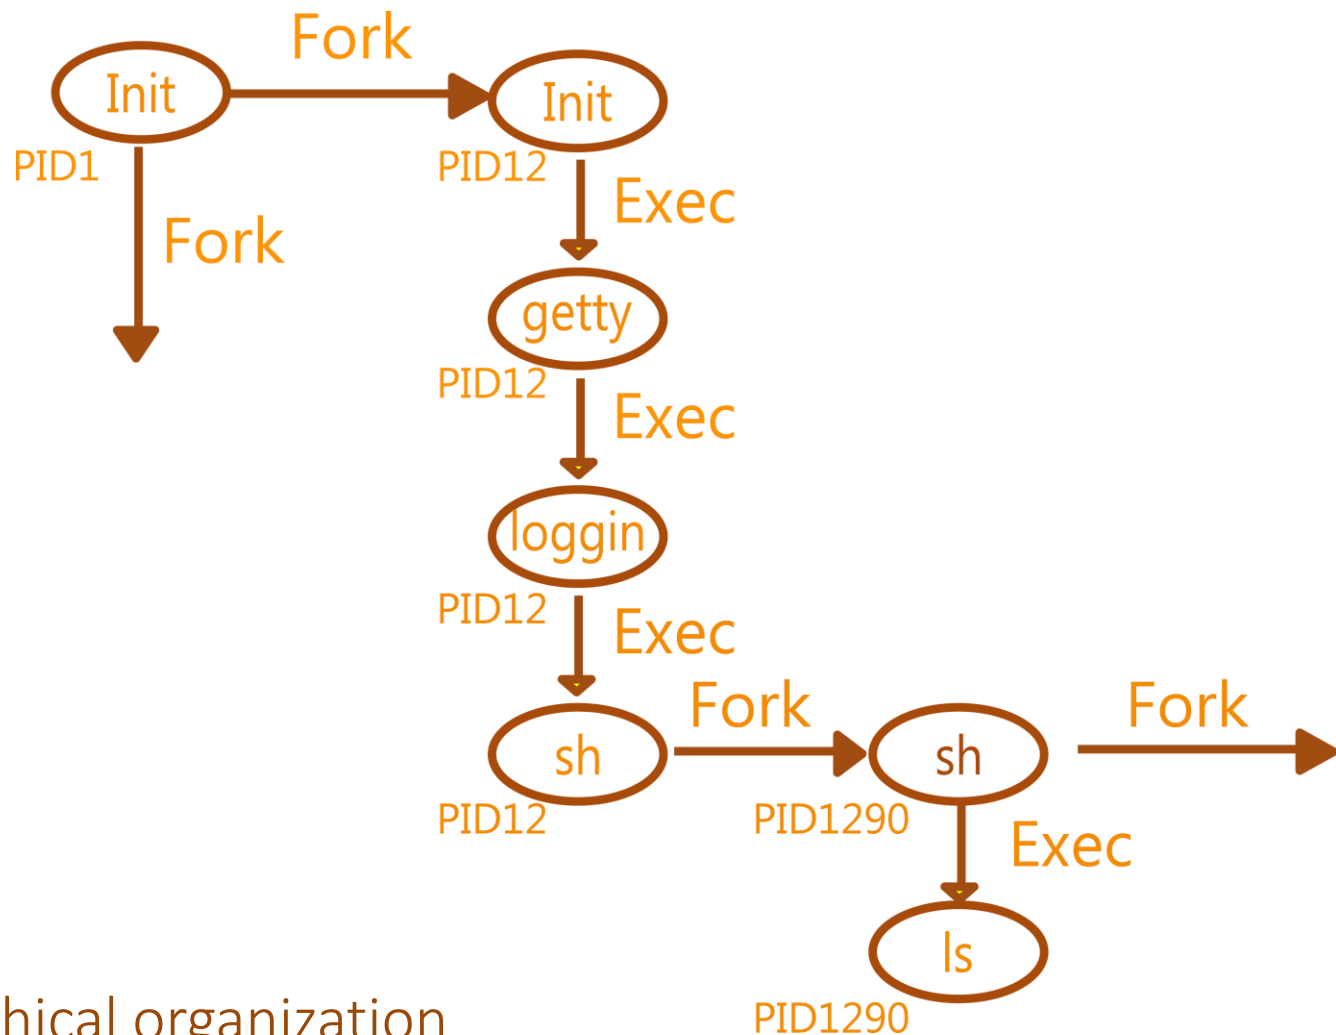 Fork
Init
Init
PID1
PID12
Exec
Fork
getty
PID12
Exec
loggin
PID12
Exec
Fork
Fork
sh
sh
PID12
PID1290
Exec
ls
organization
PID1290